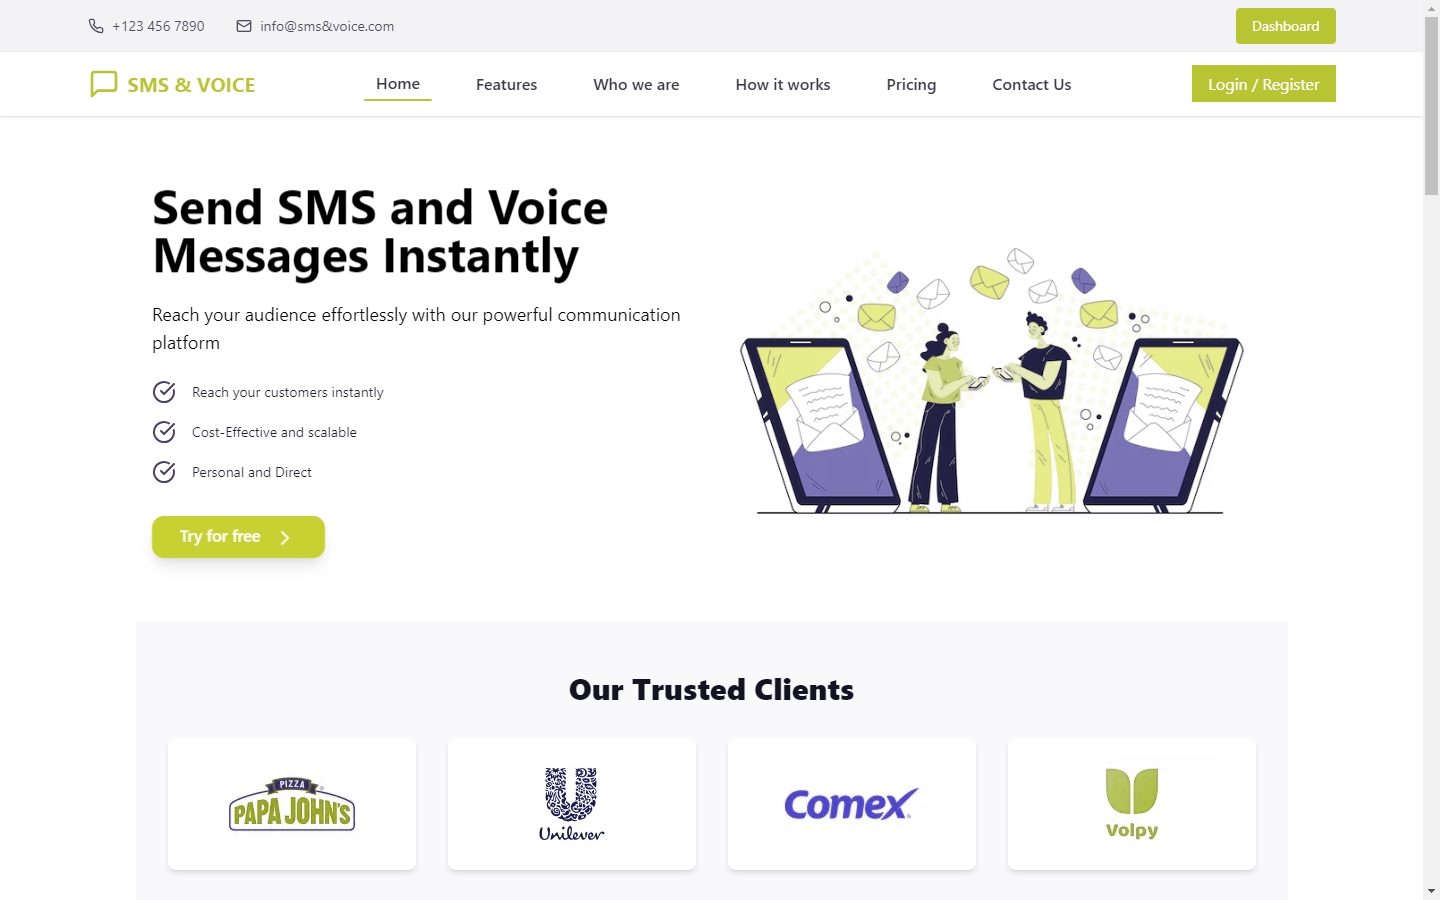 +123 456 7890
info@sms&voice.com
Dashboard
SMS & VOICE
Home
Features
Who we are
How it works
Pricing
Contact Us
Login / Register
Send SMS and Voice
Messages Instantly
Reach your audience effortlessly with our powerful communication
platform
Reach your customers instantly
Cost-Effective and scalable
Personal and Direct
Try for free
Our Trusted Clients
PIZZA
PAPA JOHN'S
Unilever
Comex
Volpy